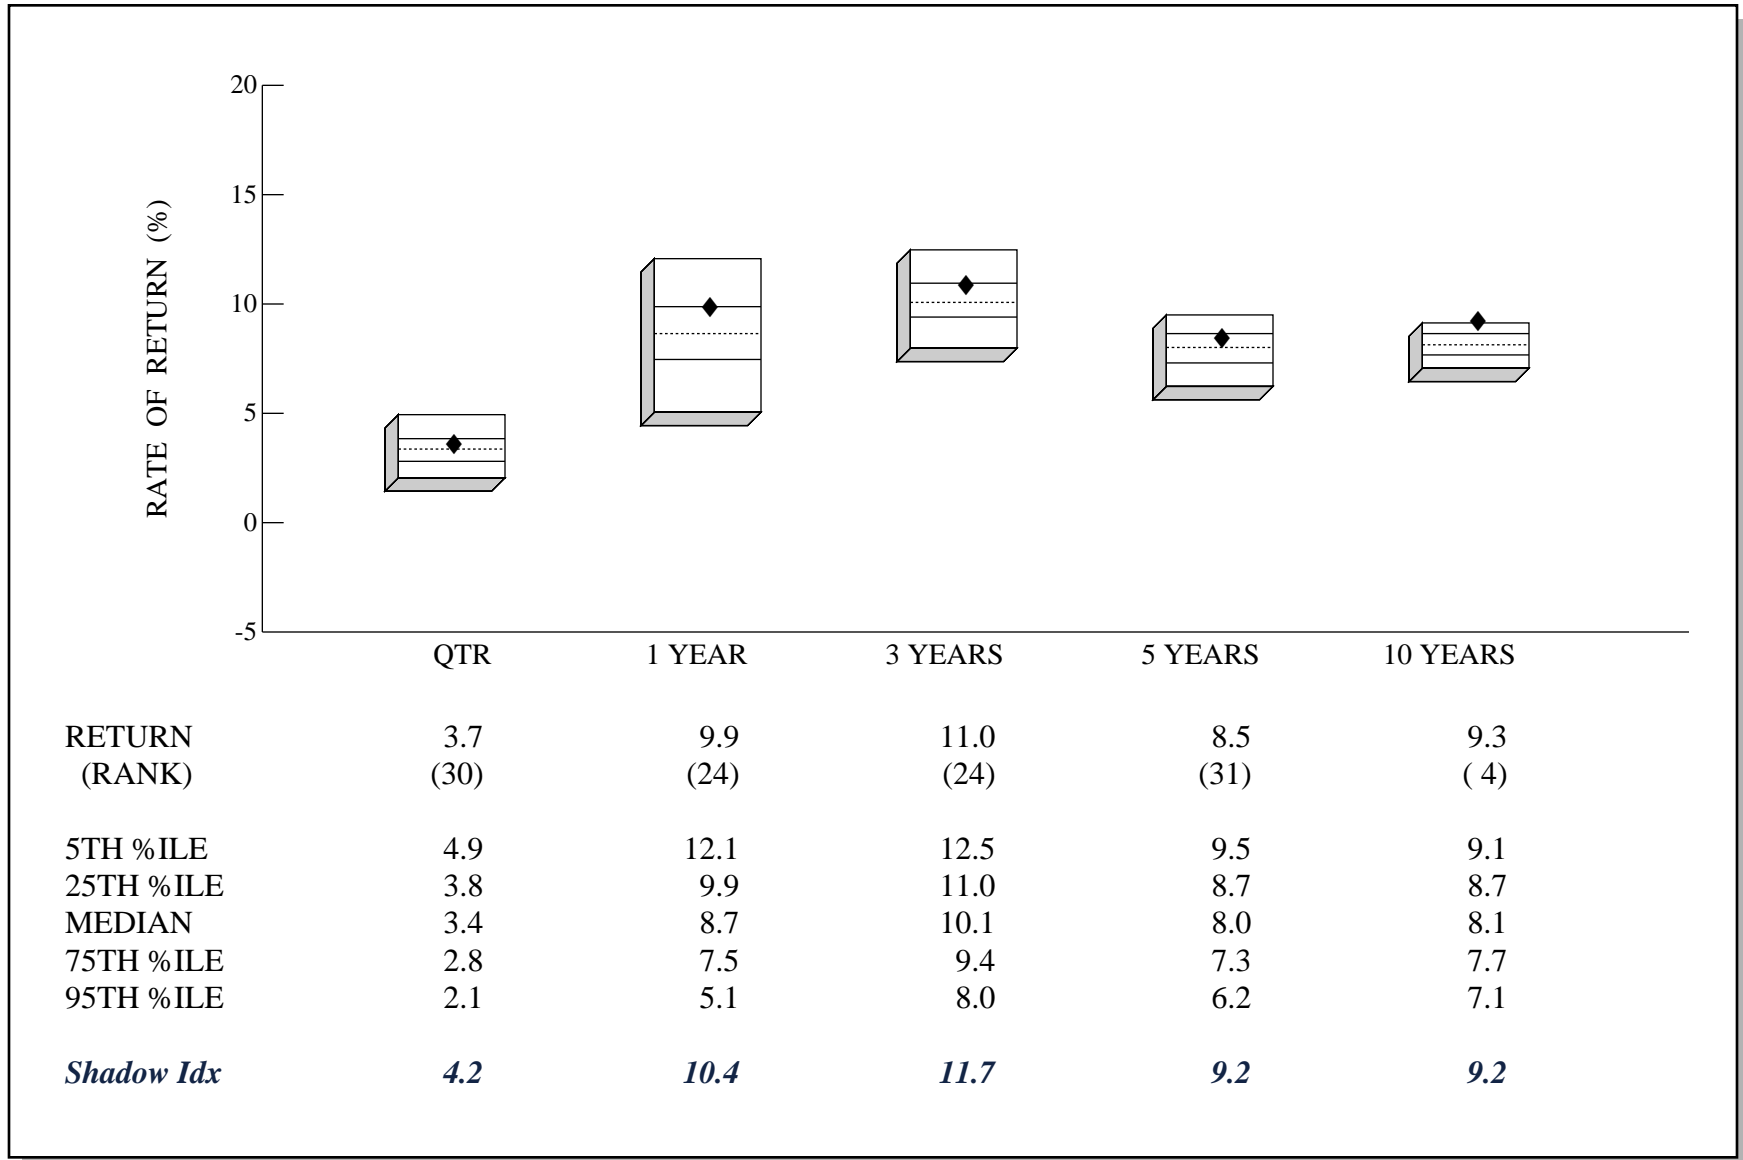 20
15
10
5
0
-5
RATE OF RETURN (%)
QTR 1 YEAR 3 YEARS 5 YEARS 10 YEARS
RETURN 3.7 9.9 11.0 8.5 9.3
(RANK) (30) (24) (24) (31) ( 4)
5TH %ILE 4.9 12.1 12.5 9.5 9.1
25TH %ILE 3.8 9.9 11.0 8.7 8.7
MEDIAN 3.4 8.7 10.1 8.0 8.1
75TH %ILE 2.8 7.5 9.4 7.3 7.7
95TH %ILE 2.1 5.1 8.0 6.2 7.1
Shadow Idx 4.2 10.4 11.7 9.2 9.2